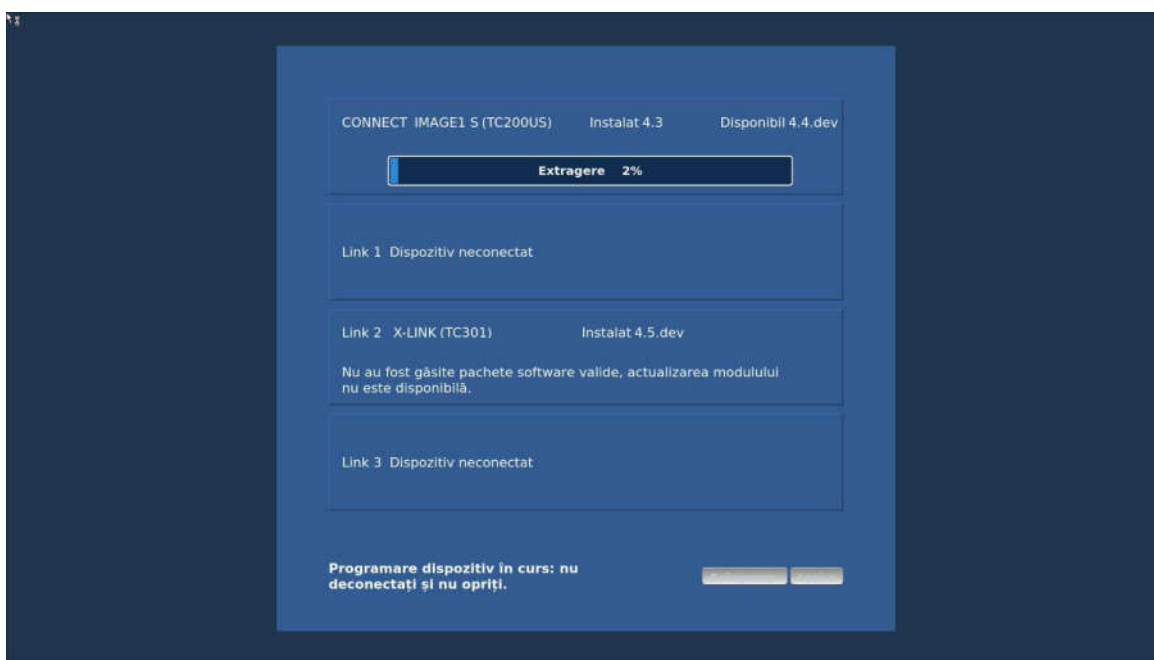 CONNECT IMAGE1 S (TC200US) Instalat 4.3 Disponibil 4.4.dev
Extragere 2%
Link 1 Dispozitiv neconectat
Link 2 X-LINK (TC301) Instalat 4.5.dev
Nu au fost găsite pachete software valide, actualizarea modulului
nu este disponibilă.
Link 3 Dispozitiv neconectat
Programare dispozitiv în curs: nu
deconectați și nu opriți.